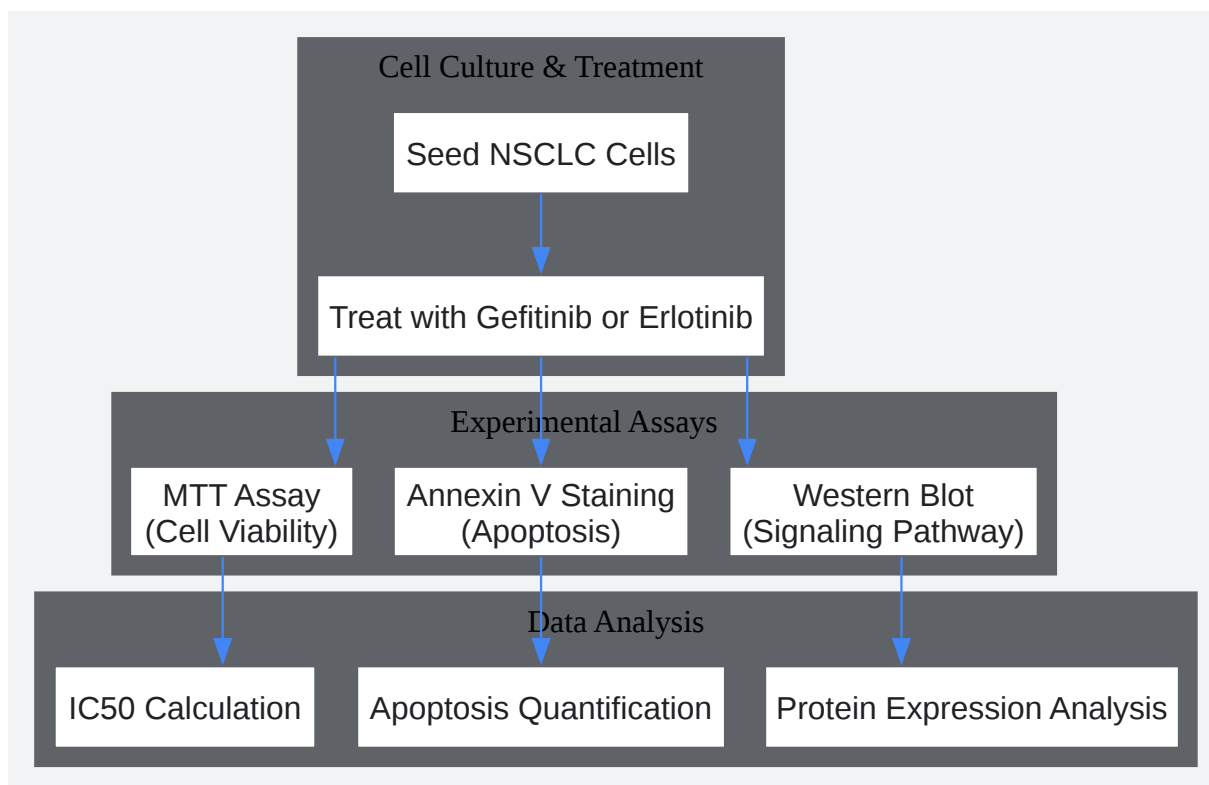 Cell Culture & Treatment
Seed NSCLC Cells
Treat with Gefitinib or Erlotinib
Experimental Assays
MTT Assay
(Cell Viability)
Annexin V Staining
(Apoptosis)
Western Blot
(Signaling Pathway)
Data Analysis
IC50 Calculation
Apoptosis Quantification
Protein Expression Analysis